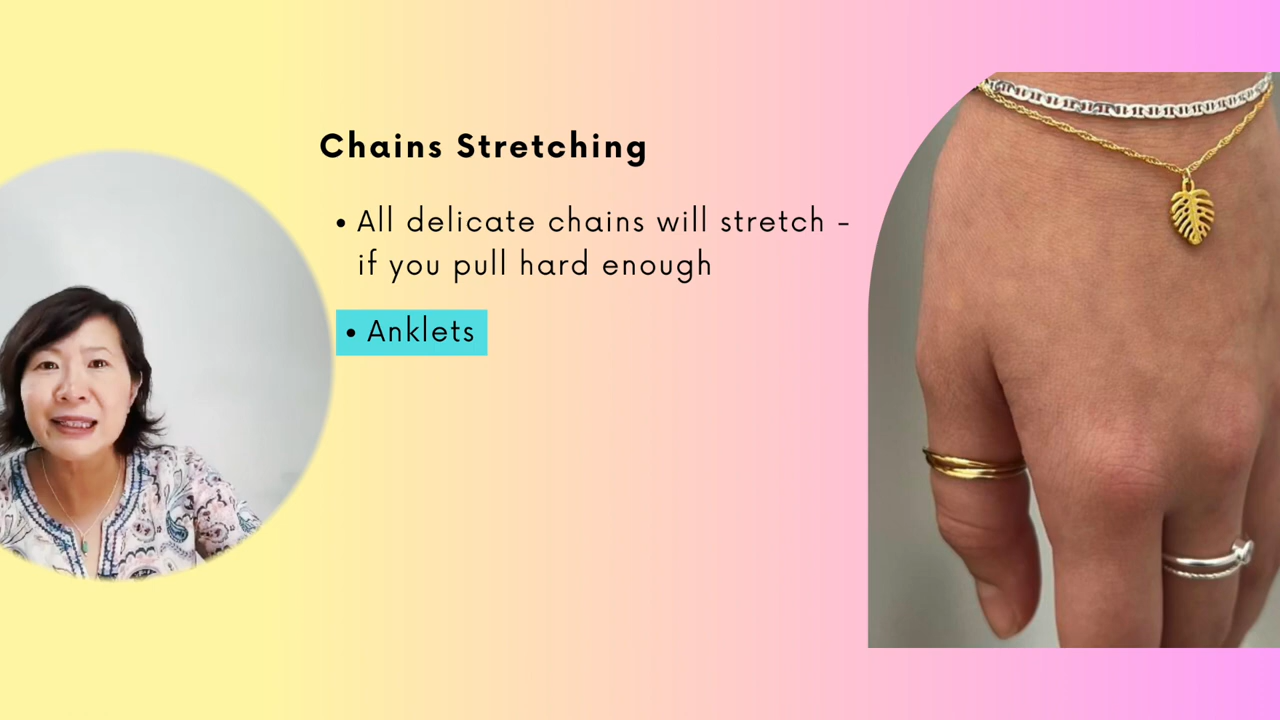 Chains Stretching
• All delicate chains will stretch -
if you pull hard enough
• Anklets